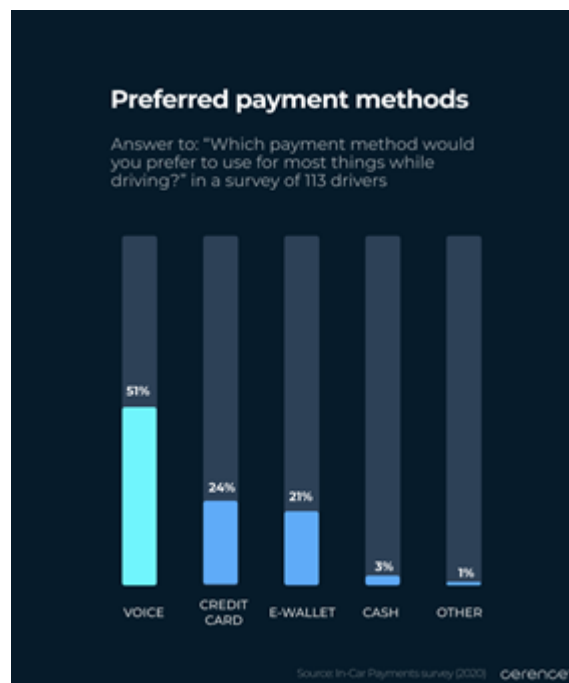 Preferred payment methods
Answer to: “Which payment method would
you prefer to use for most things while
driving?” in a survey of 113 drivers
51%
24%
21%
3%
1%
VOICE
CREDIT
CARD
E-WALLET
CASH
OTHER
Source: In-Car Payments survey (2020)
cerence